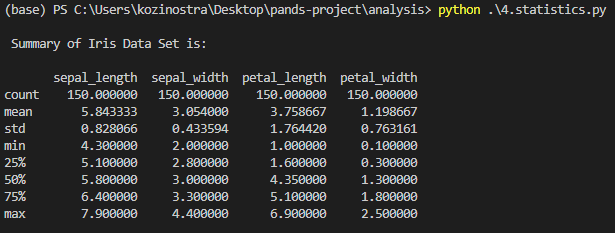 (base) PS C:\Users\kozinostra\Desktop\pands-project\analysis> python .\4.statistics.py
Summary of Iris Data Set is:
sepal_length sepal_width petal_length petal_width
count 150.000000 150.000000 150.000000 150.000000
mean 5.843333 3.054000 3.758667 1.198667
std 0.828066 0.433594 1.764420 0.763161
min 4.300000 2.000000 1.000000 0.100000
25% 5.100000 2.800000 1.600000 0.300000
50% 5.800000 3.000000 4.350000 1.300000
75% 6.400000 3.300000 5.100000 1.800000
max 7.900000 4.400000 6.900000 2.500000